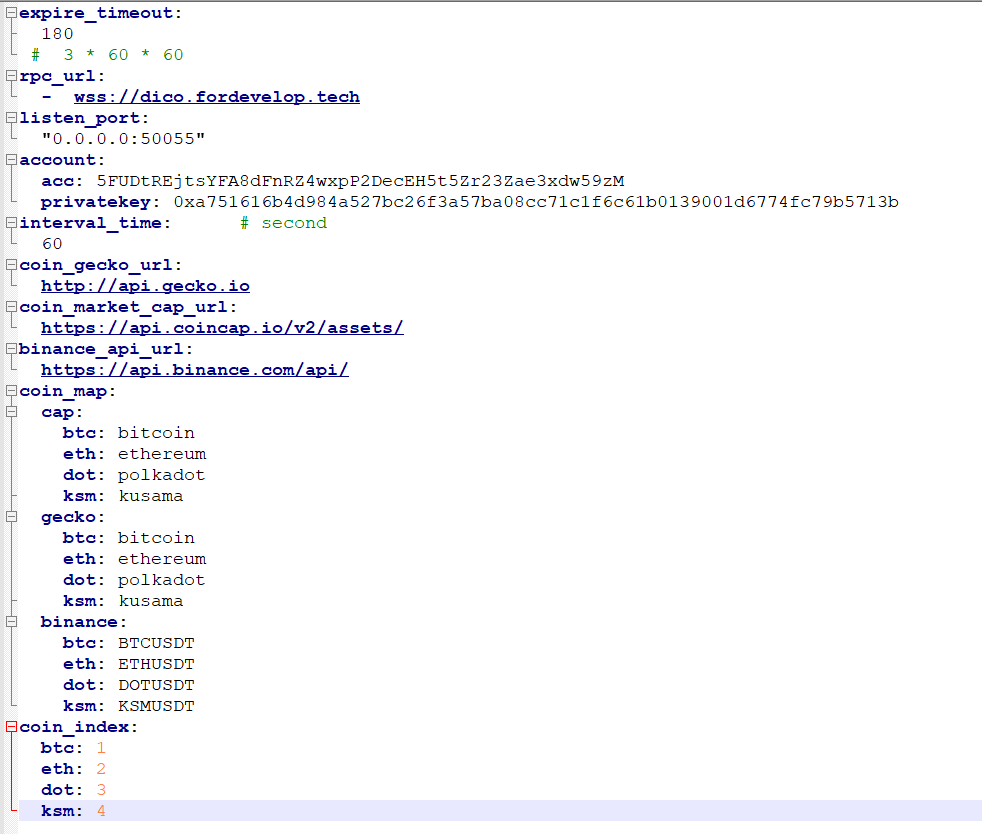 expire_timeout:
180
# 3 * 60 * 60
rpc_url:
- wss://dico.fordevelop.tech
listen_port:
"0.0.0.0:50055"
account:
acc: 5FUDtREjtsYFA8dFnRZ4wxpP2DecEH5t5Zr23Zae3xdw59zM
privatekey: 0xa751616b4d984a527bc26f3a57ba08cc71c1f6c61b0139001d6774fc79b5713b
interval_time: # second
60
coin_gecko_url:
http://api.gecko.io
coin_market_cap_url:
https://api.coincap.io/v2/assets/
binance_api_url:
https://api.binance.com/api/
coin_map:
cap:
btc: bitcoin
eth: ethereum
dot: polkadot
ksm: kusama
gecko:
btc: bitcoin
eth: ethereum
dot: polkadot
ksm: kusama
binance:
btc: BTCUSDT
eth: ETHUSDT
dot: DOTUSDT
ksm: KSMUSDT
coin_index:
btc: 1
eth: 2
dot: 3
ksm: 4